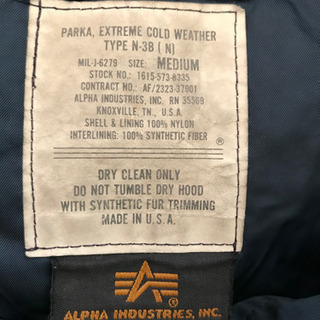 PARKA, EXTREME COLD WEATHER
TYPE N-3B ( N )
MIL-J-6279 SIZE: MEDIUM
STOCK NO.: 1615-573-8335
CONTRACT NO.: AF/2323-37001
ALPHA INDUSTRIES, INC. RN 35569
KNOXVILLE, TN., U.S.A.
SHELL & LINING 100% NYLON
INTERLINING: 100% SYNTHETIC FIBER
®
DRY CLEAN ONLY
DO NOT TUMBLE DRY HOOD
WITH SYNTHETIC FUR TRIMMING
MADE IN U.S.A.
®
ALPHA INDUSTRIES, INC.